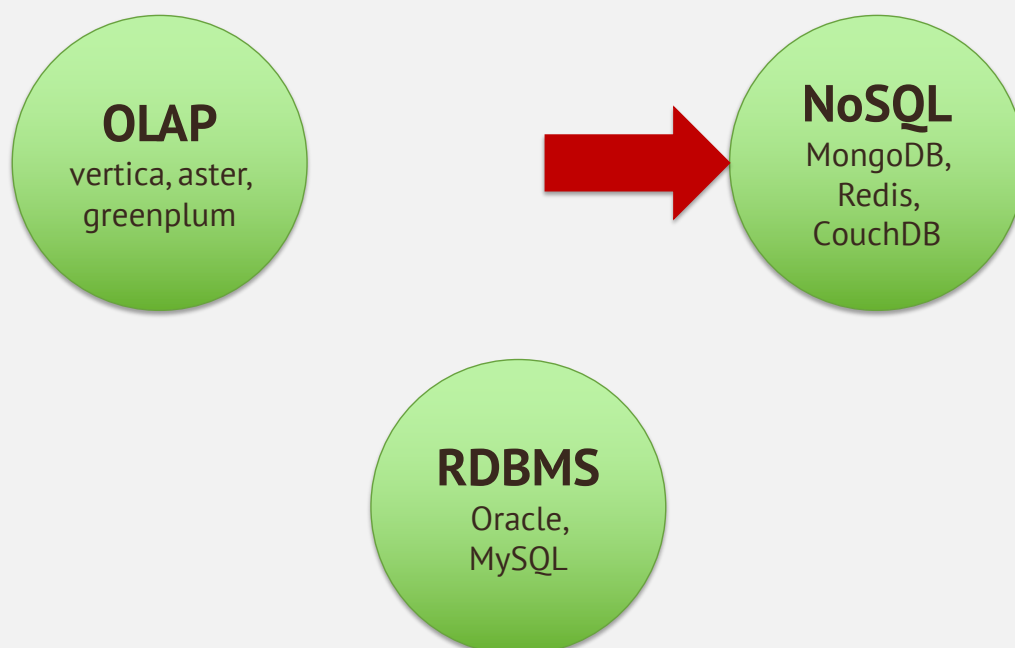 OLAP
vertica, aster,
greenplum
NoSQL
MongoDB,
Redis,
CouchDB
RDBMS
Oracle,
MySQL